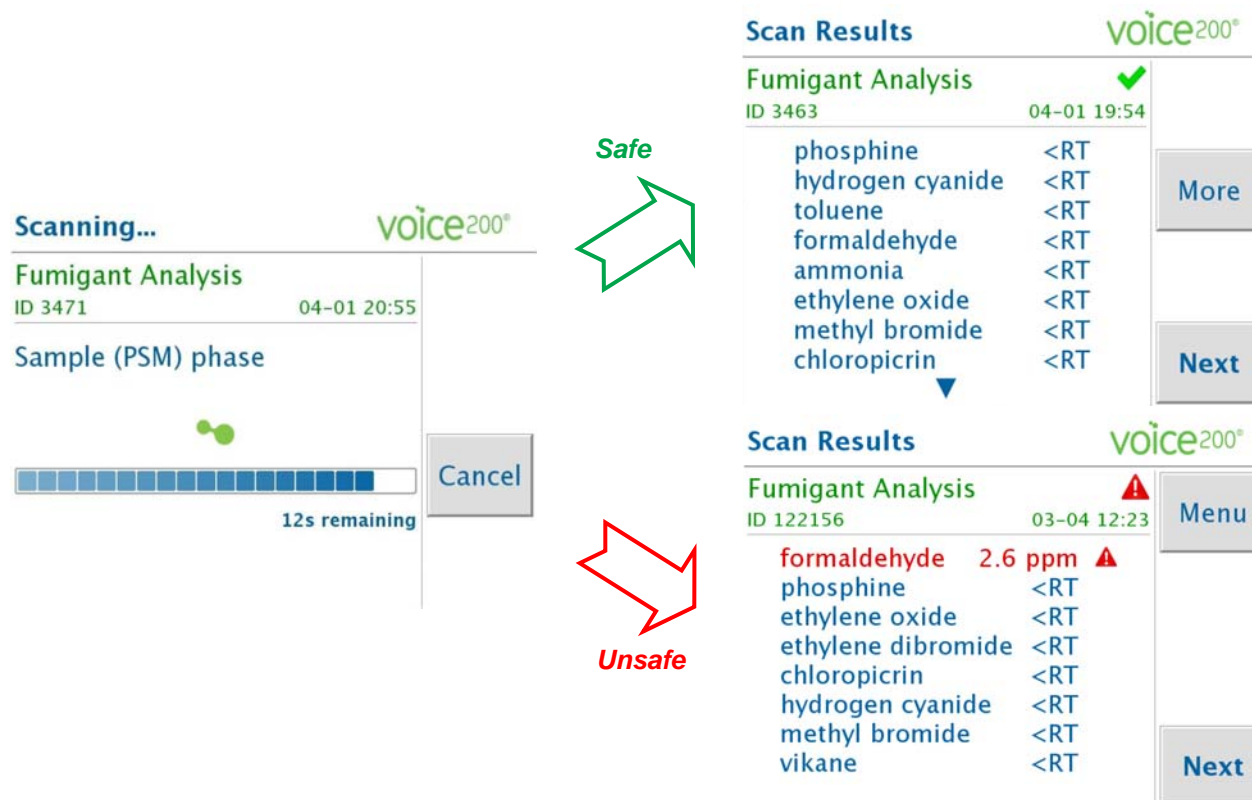 Scanning...
voice200®
Fumigant Analysis
ID 3471 04-01 20:55
Sample (PSM) phase
12s remaining
Cancel
Safe
Unsafe
Scan Results
voice200®
Fumigant Analysis
ID 3463 04-01 19:54
phosphine <RT
hydrogen cyanide <RT
toluene <RT
formaldehyde <RT
ammonia <RT
ethylene oxide <RT
methyl bromide <RT
chloropicrin <RT
More
Next
Scan Results
voice200®
Fumigant Analysis
ID 122156 03-04 12:23
formaldehyde 2.6 ppm
phosphine <RT
ethylene oxide <RT
ethylene dibromide <RT
chloropicrin <RT
hydrogen cyanide <RT
methyl bromide <RT
vikane <RT
Menu
Next